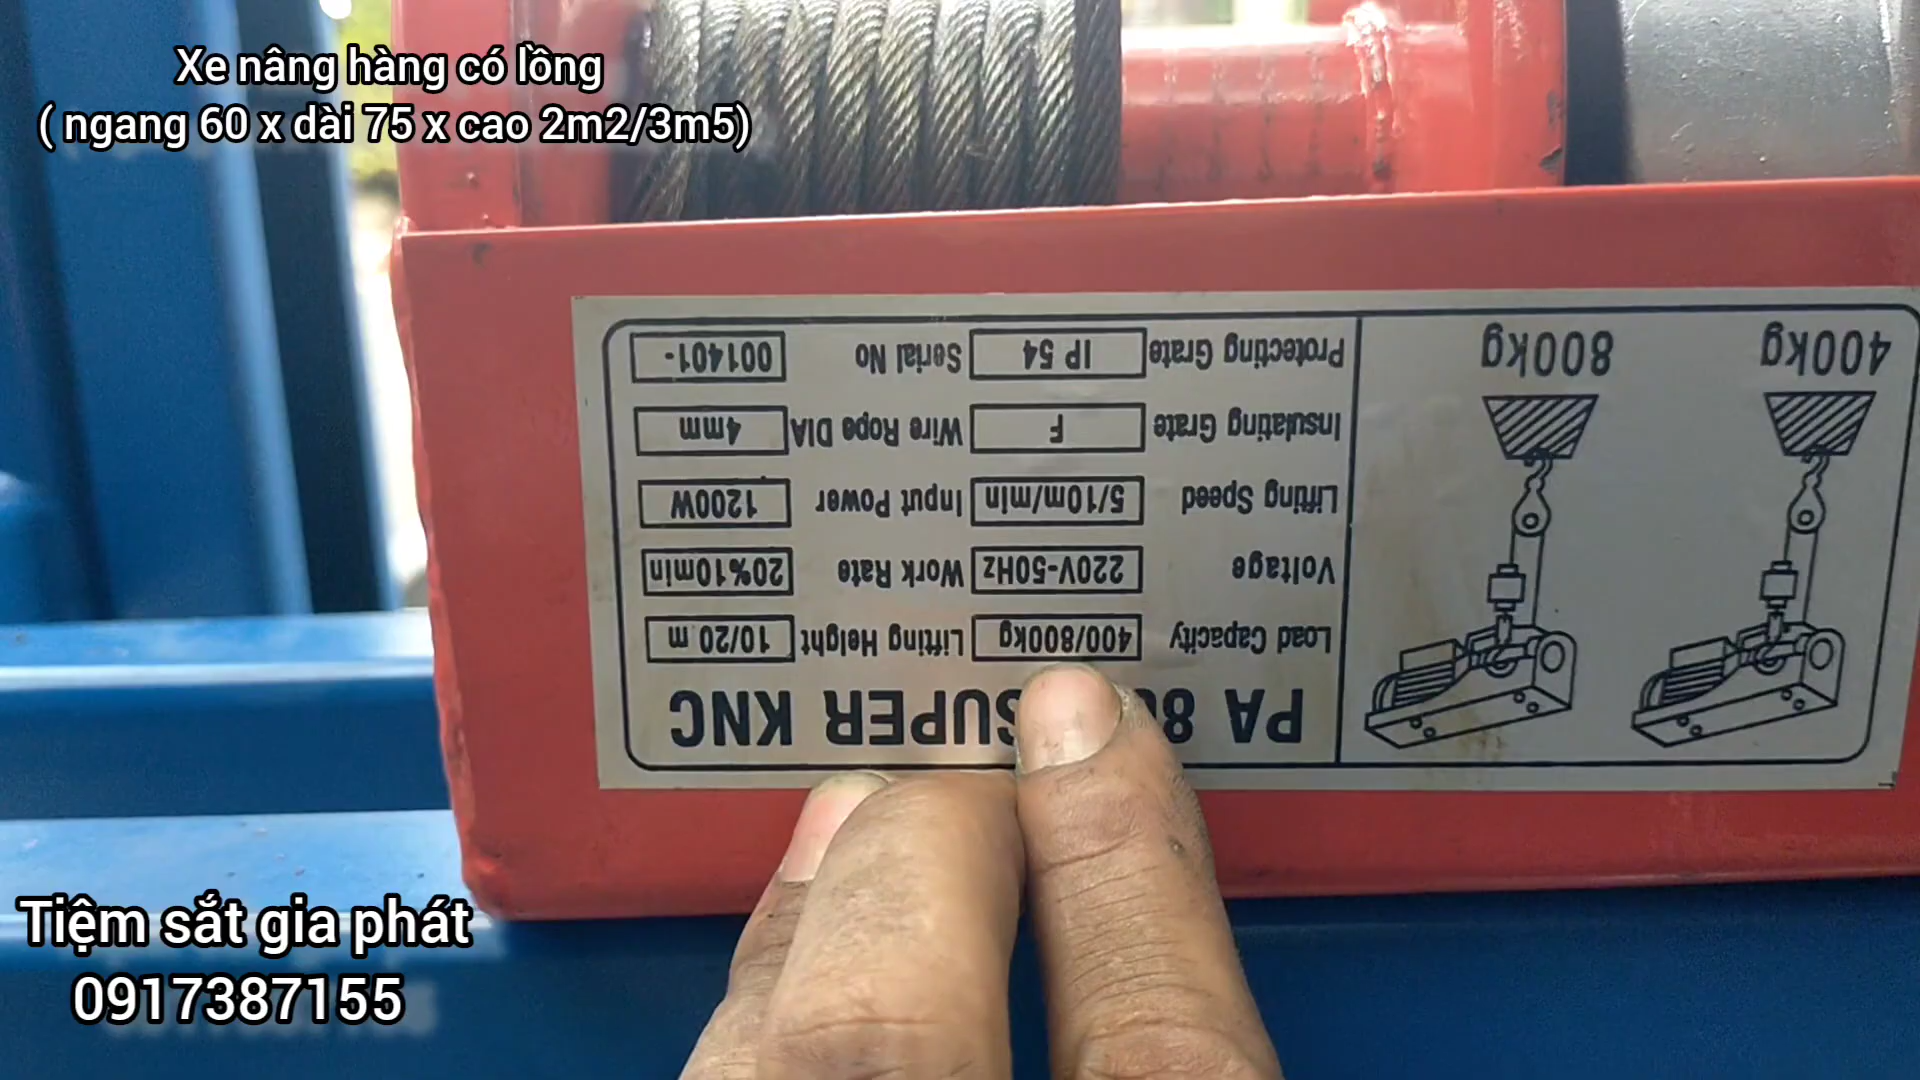 Xe nâng hàng có lồng
( ngang 60 x dài 75 x cao 2m2/3m5)
PA 80 SUPER KNC
Load Capacity 400/800kg Lifting Height 10/20 m
Voltage 220V-50Hz Work Rate 20%10min
Lifting Speed 5/10m/min Input Power 1200W
Insulating Grate F Wire Rope DIA 4mm
Protecting Grate IP 54 Serial No 001401-
400kg
800kg
Tiệm sắt gia phát
0917387155